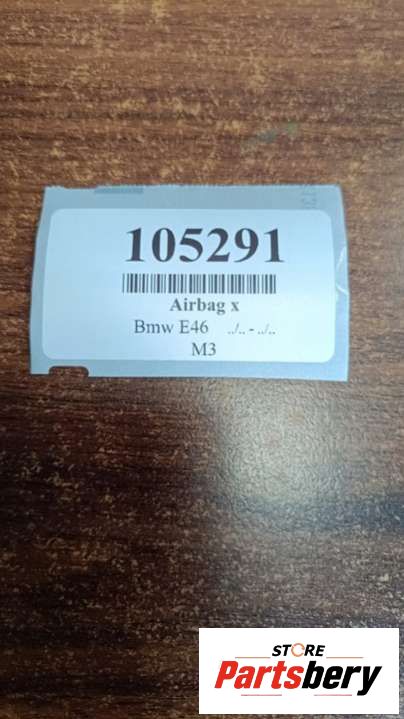 105291
Airbag x
Bmw E46 ../.. - ../..
M3
STORE
Partsbery